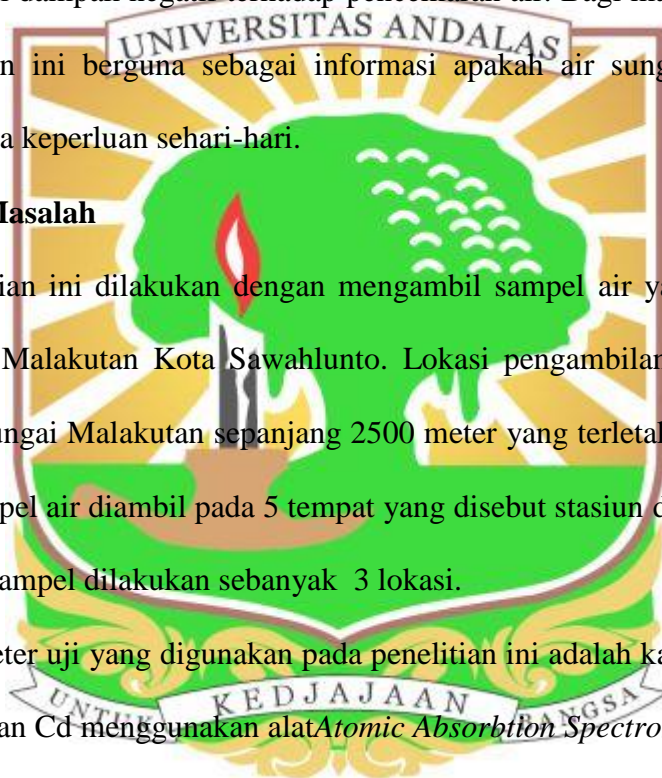 dampak negatif terhadap pencemaran air. Bagi ma
UNIVERSITAS ANDALAS
n ini berguna sebagai informasi apakah air sung
a keperluan sehari-hari.
Masalah
ian ini dilakukan dengan mengambil sampel air ya
Malakutan Kota Sawahlunto. Lokasi pengambilan
ungai Malakutan sepanjang 2500 meter yang terletak
pel air diambil pada 5 tempat yang disebut stasiun d
ampel dilakukan sebanyak 3 lokasi.
eter uji yang digunakan pada penelitian ini adalah ka
UNTUK KEDJAJAAN BANGSA
an Cd menggunakan alatAtomic Absorbtion Spectro